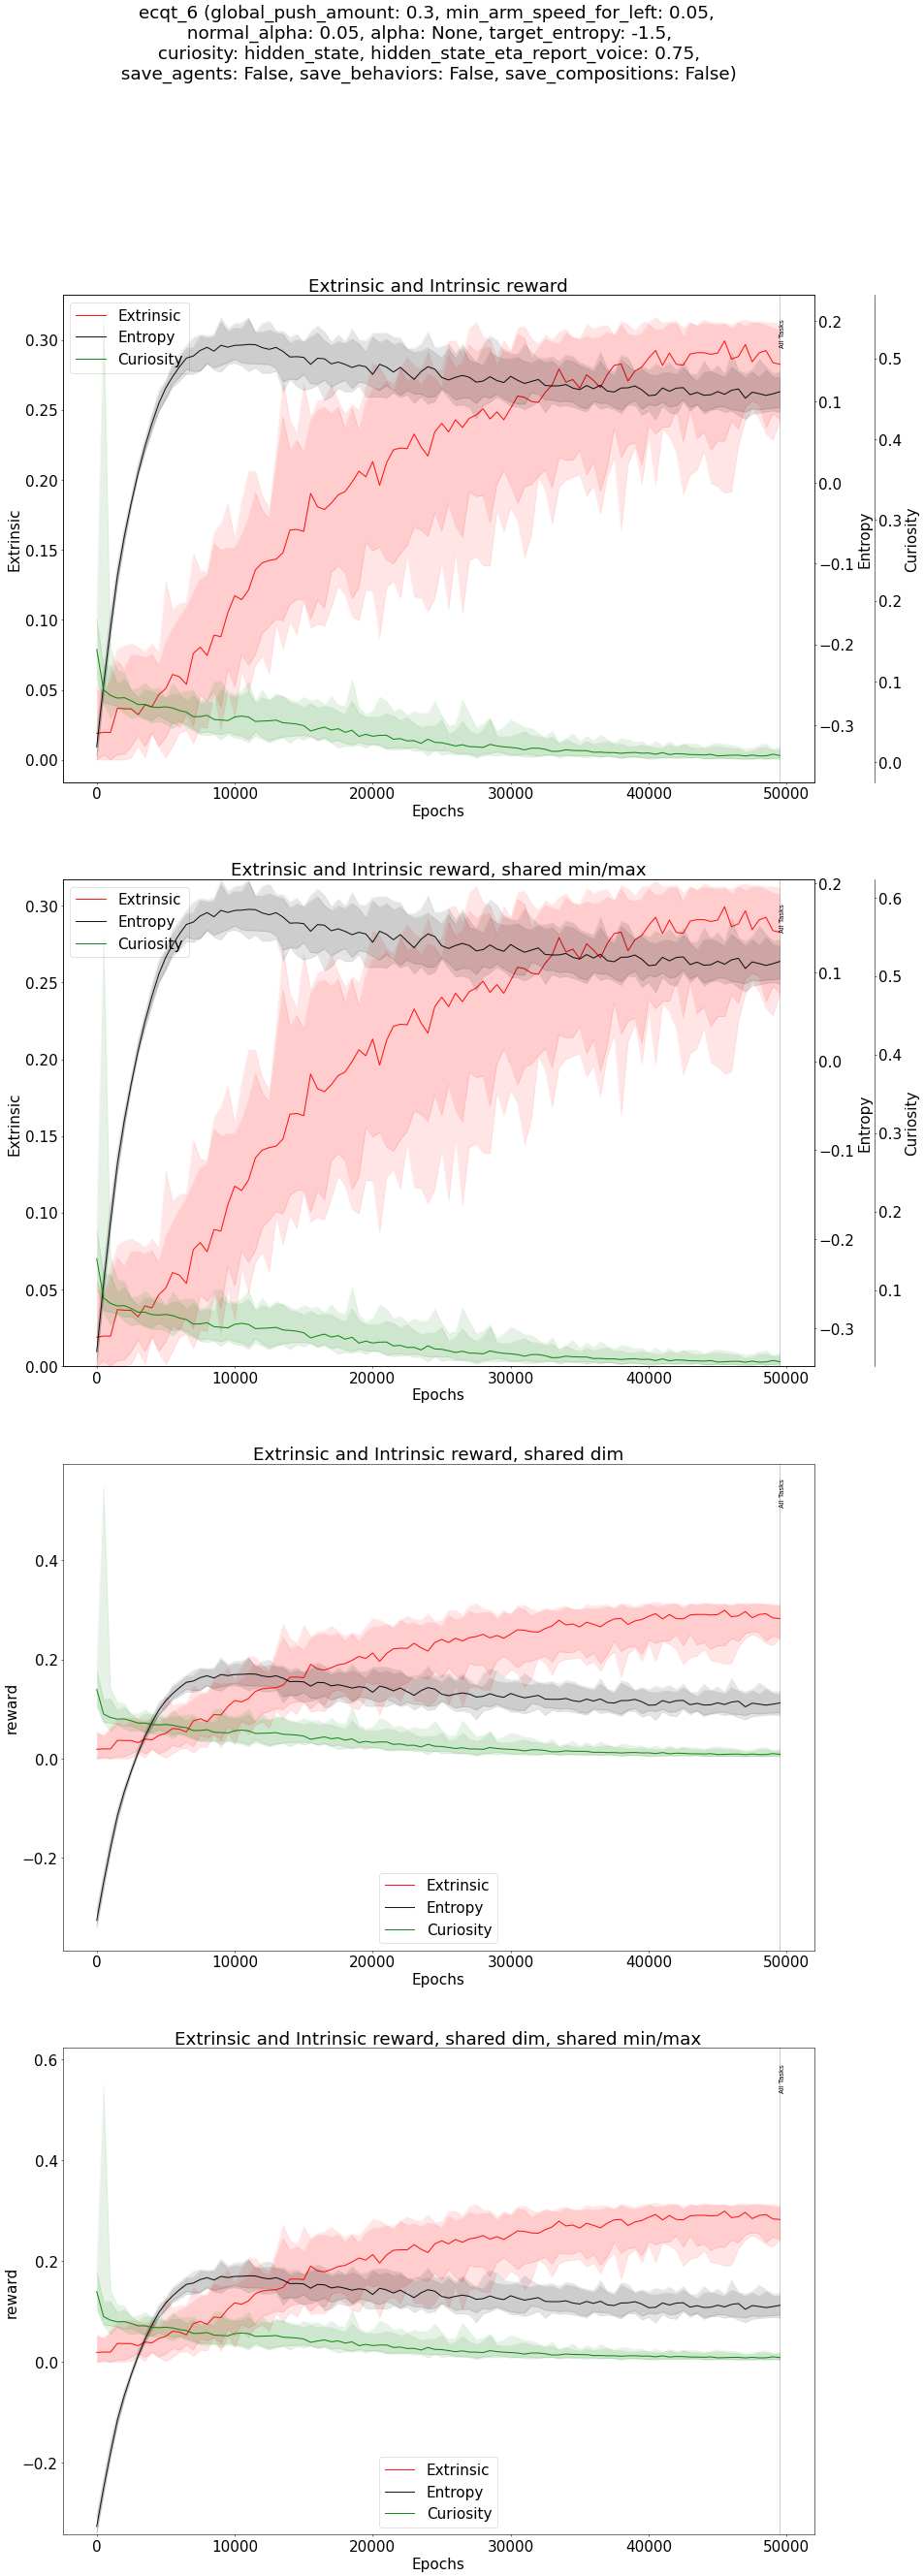 ecqt_6 (global_push_amount: 0.3, min_arm_speed_for_left: 0.05,
normal_alpha: 0.05, alpha: None, target_entropy: -1.5,
curiosity: hidden_state, hidden_state_eta_report_voice: 0.75,
save_agents: False, save_behaviors: False, save_compositions: False)
Extrinsic and Intrinsic reward
Extrinsic
Entropy
Curiosity
All Tasks
0.30
0.25
0.20
0.15
0.10
0.05
0.00
Extrinsic
0.2
0.1
0.0
−0.1
−0.2
−0.3
Entropy
0.5
0.4
0.3
0.2
0.1
0.0
Curiosity
0 10000 20000 30000 40000 50000
Epochs
Extrinsic and Intrinsic reward, shared min/max
Extrinsic
Entropy
Curiosity
All Tasks
0.30
0.25
0.20
0.15
0.10
0.05
0.00
Extrinsic
0.2
0.1
0.0
−0.1
−0.2
−0.3
Entropy
0.6
0.5
0.4
0.3
0.2
0.1
Curiosity
0 10000 20000 30000 40000 50000
Epochs
Extrinsic and Intrinsic reward, shared dim
All Tasks
0.4
0.2
0.0
−0.2
reward
Extrinsic
Entropy
Curiosity
0 10000 20000 30000 40000 50000
Epochs
Extrinsic and Intrinsic reward, shared dim, shared min/max
All Tasks
0.6
0.4
0.2
0.0
−0.2
reward
Extrinsic
Entropy
Curiosity
0 10000 20000 30000 40000 50000
Epochs